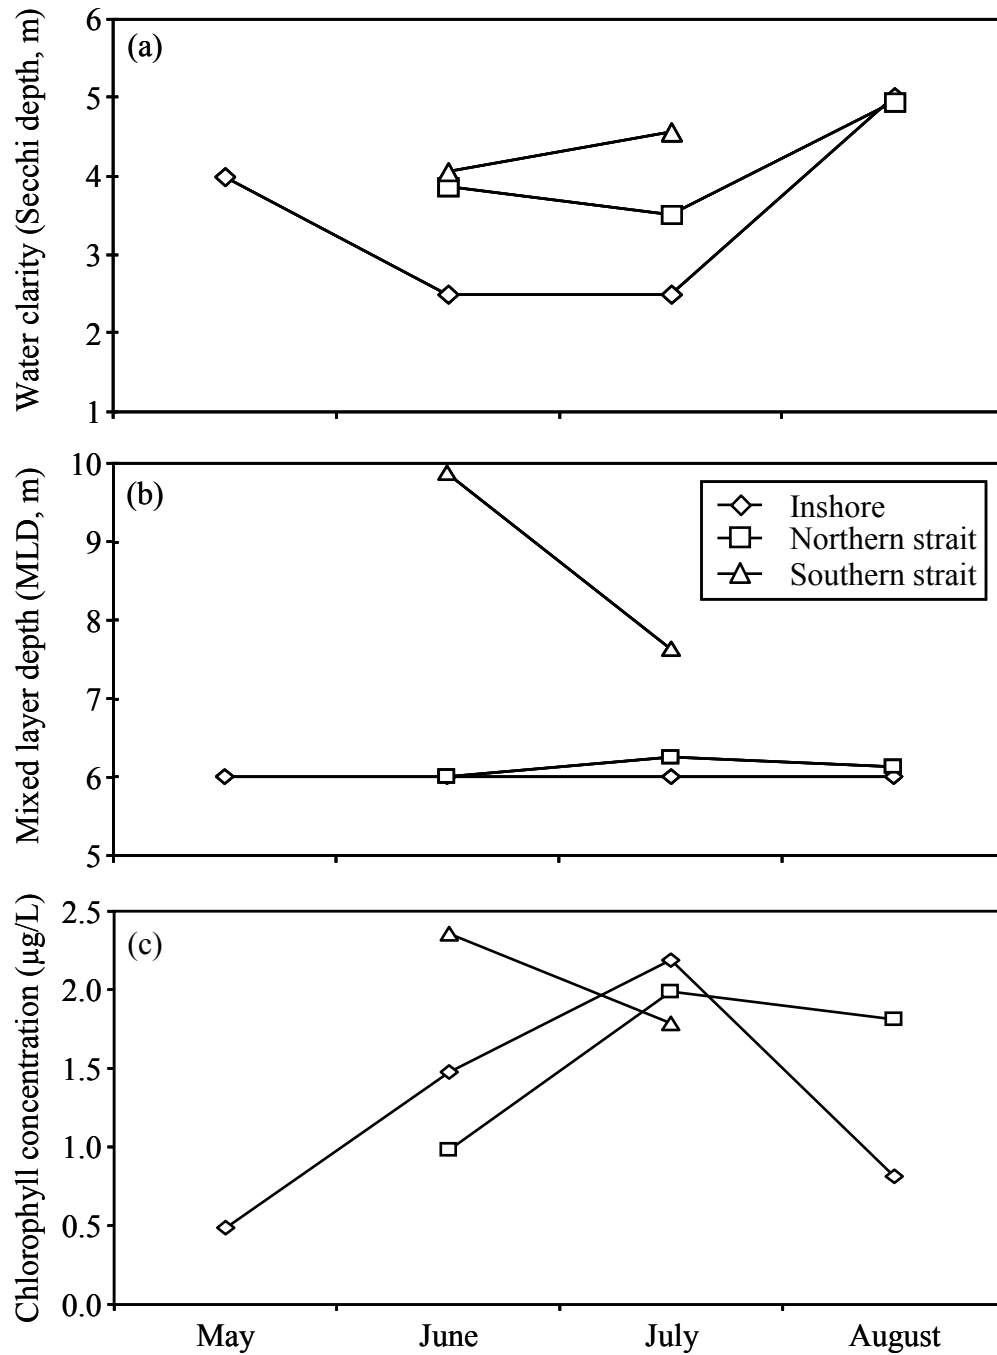 Water clarity (Secchi depth, m)
(a)
6
5
4
3
2
1
Mixed layer depth (MLD, m)
(b)
10
9
8
7
6
5
Inshore
Northern strait
Southern strait
Chlorophyll concentration (µg/L)
(c)
2.5
2.0
1.5
1.0
0.5
0.0
May June July August